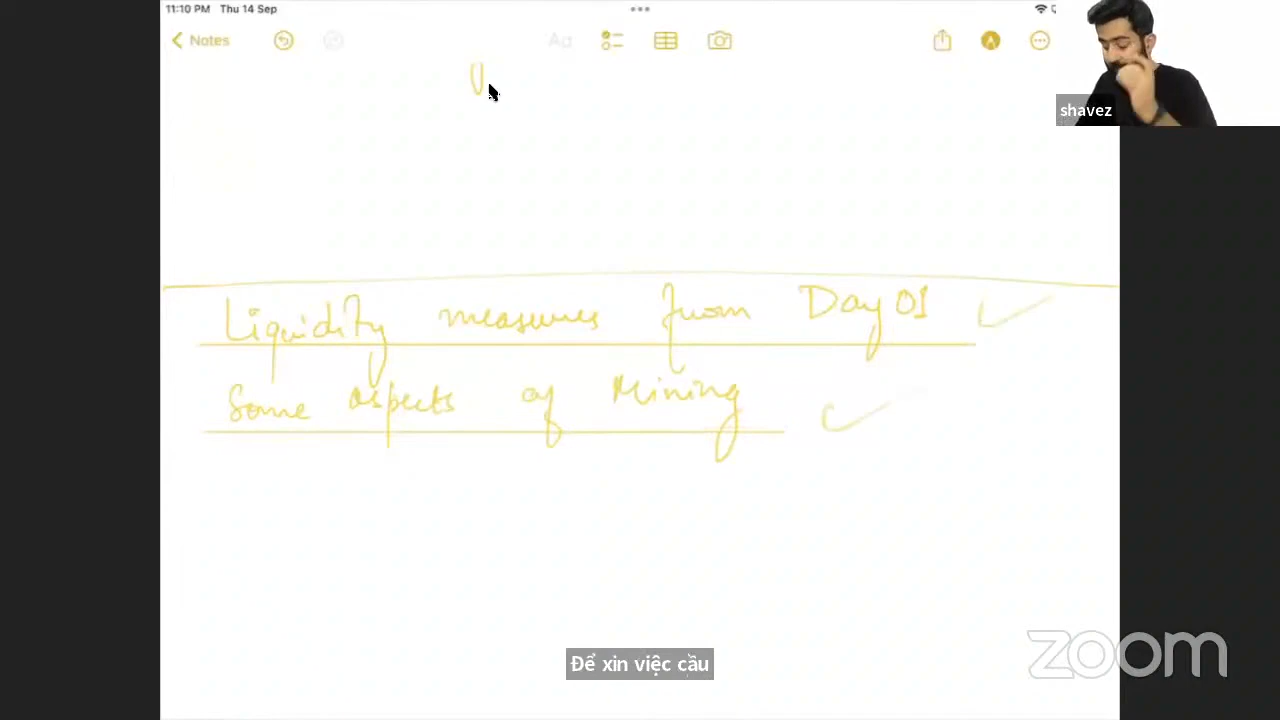 11:10 PM Thu 14 Sep
Notes
Aa
shavez
Liquidity measures from Day 01
Some aspects of Mining
Để xin việc cầu
zoom